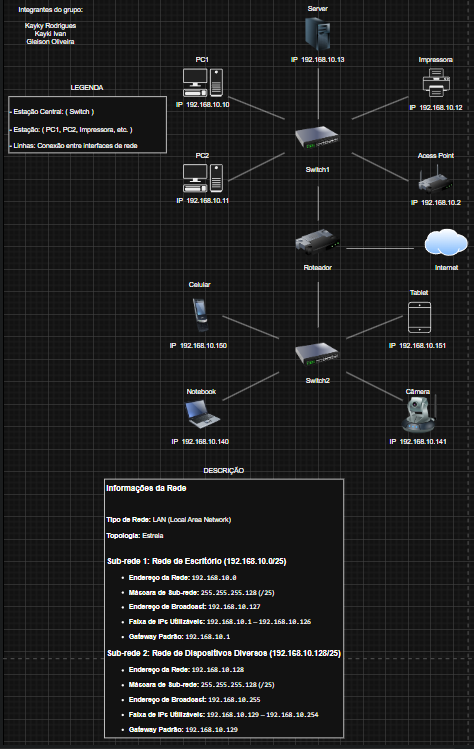 Integrantes do grupo:
Kayky Rodrigues
Kayki Ivan
Gleison Oliveira
Server
IP 192.168.10.13
PC1
IP 192.168.10.10
Impressora
IP 192.168.10.12
LEGENDA
- Estação Central: ( Switch )
- Estação: ( PC1, PC2, Impressora, etc. )
- Linhas: Conexão entre interfaces de rede
Switch1
PC2
IP 192.168.10.11
Acess Point
IP 192.168.10.2
Roteador
Internet
Celular
IP 192.168.10.150
Tablet
IP 192.168.10.151
Switch2
Notebook
IP 192.168.10.140
Câmera
IP 192.168.10.141
DESCRIÇÃO
Informações da Rede
Tipo de Rede: LAN (Local Area Network)
Topologia: Estrela
Sub-rede 1: Rede de Escritório (192.168.10.0/25)
• Endereço da Rede: 192.168.10.0
• Máscara de Sub-rede: 255.255.255.128 (/25)
• Endereço de Broadcast: 192.168.10.127
• Faixa de IPs Utilizáveis: 192.168.10.1 – 192.168.10.126
• Gateway Padrão: 192.168.10.1
Sub-rede 2: Rede de Dispositivos Diversos (192.168.10.128/25)
• Endereço da Rede: 192.168.10.128
• Máscara de Sub-rede: 255.255.255.128 (/25)
• Endereço de Broadcast: 192.168.10.255
• Faixa de IPs Utilizáveis: 192.168.10.129 – 192.168.10.254
• Gateway Padrão: 192.168.10.129